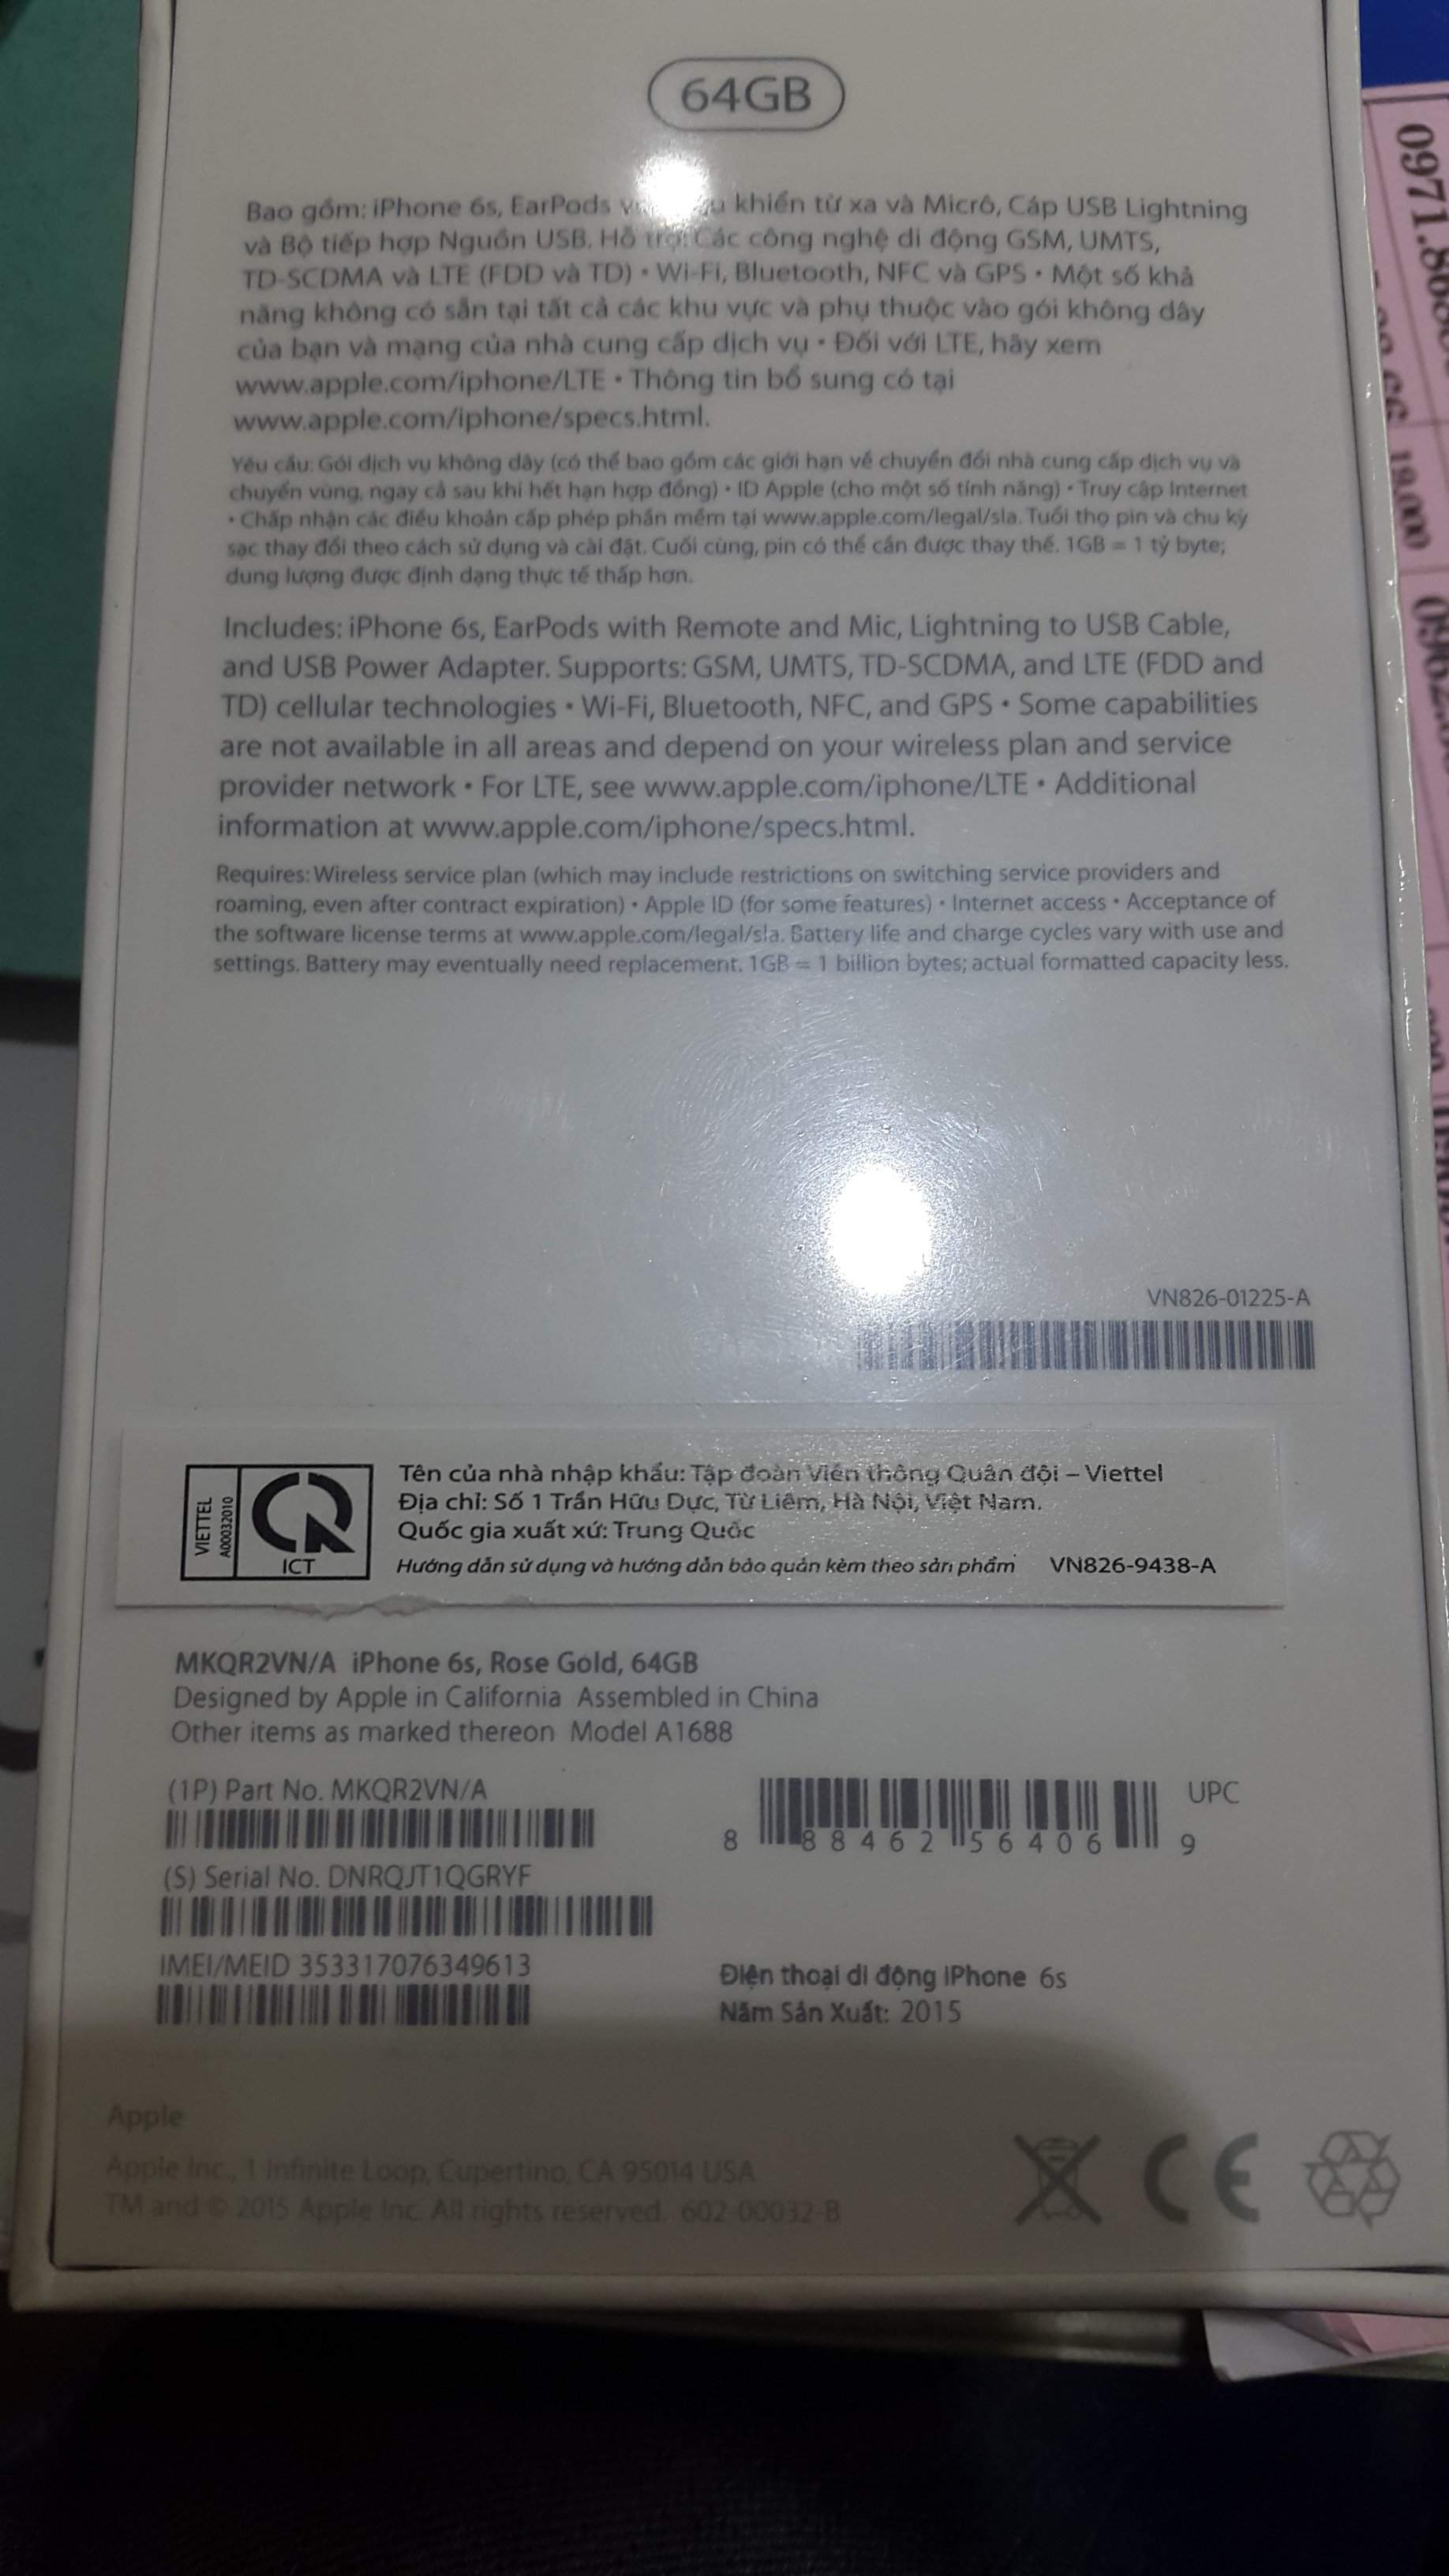 64GB
Bao gồm: iPhone 6s, EarPods khiển từ xa và Micrô, Cáp USB Lightning
và Bộ tiếp hợp Nguồn USB. Hỗ trợ: Các công nghệ di động GSM, UMTS,
TD-SCDMA và LTE (FDD và TD) • Wi-Fi, Bluetooth, NFC và GPS • Một số khả
năng không có sẵn tại tất cả các khu vực và phụ thuộc vào gói không dây
của bạn và mạng của nhà cung cấp dịch vụ • Đối với LTE, hãy xem
www.apple.com/iphone/LTE • Thông tin bổ sung có tại
www.apple.com/iphone/specs.html.
Yêu cầu: Gói dịch vụ không dây (có thể bao gồm các giới hạn về chuyển đổi nhà cung cấp dịch vụ và
chuyển vùng, ngay cả sau khi hết hạn hợp đồng) • ID Apple (cho một số tính năng) • Truy cập Internet
• Chấp nhận các điều khoản cấp phép phần mềm tại www.apple.com/legal/sla. Tuổi thọ pin và chu kỳ
sạc thay đổi theo cách sử dụng và cài đặt. Cuối cùng, pin có thể cần được thay thế. 1GB = 1 tỷ byte;
dung lượng được định dạng thực tế thấp hơn.
Includes: iPhone 6s, EarPods with Remote and Mic, Lightning to USB Cable,
and USB Power Adapter. Supports: GSM, UMTS, TD-SCDMA, and LTE (FDD and
TD) cellular technologies • Wi-Fi, Bluetooth, NFC, and GPS • Some capabilities
are not available in all areas and depend on your wireless plan and service
provider network • For LTE, see www.apple.com/iphone/LTE • Additional
information at www.apple.com/iphone/specs.html.
Requires: Wireless service plan (which may include restrictions on switching service providers and
roaming, even after contract expiration) • Apple ID (for some features) • Internet access • Acceptance of
the software license terms at www.apple.com/legal/sla. Battery life and charge cycles vary with use and
settings. Battery may eventually need replacement. 1GB = 1 billion bytes; actual formatted capacity less.
VN826-01225-A
VIETTEL
A00032010
ICT
Tên của nhà nhập khẩu: Tập đoàn Viễn thông Quân đội – Viettel
Địa chỉ: Số 1 Trần Hữu Dực, Từ Liêm, Hà Nội, Việt Nam.
Quốc gia xuất xứ: Trung Quốc
Hướng dẫn sử dụng và hướng dẫn bảo quản kèm theo sản phẩm VN826-9438-A
MKQR2VN/A iPhone 6s, Rose Gold, 64GB
Designed by Apple in California Assembled in China
Other items as marked thereon Model A1688
(1P) Part No. MKQR2VN/A
UPC
8 88462 56406 9
(S) Serial No. DNRQJT1QGRYF
IMEI/MEID 353317076349613
Điện thoại di động iPhone 6s
Năm Sản Xuất: 2015
Apple
Apple Inc., 1 Infinite Loop, Cupertino, CA 95014 USA
TM and © 2015 Apple Inc. All rights reserved. 602-00032-B
CE
18.000